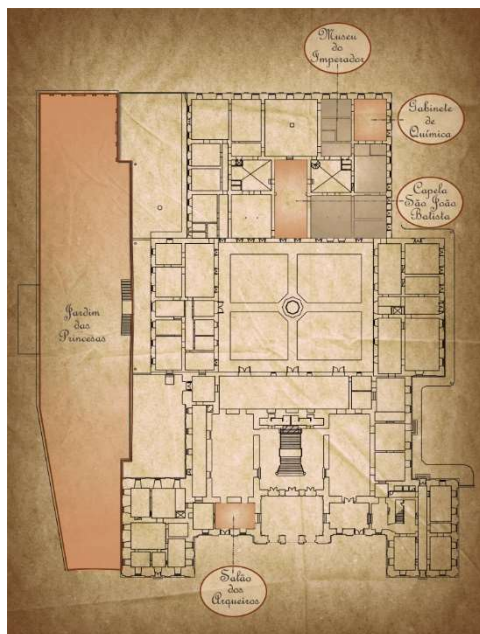 Museu
do
Imperador
Gabinete
de
Química
Capela
São João
Batista
Jardim
das
Princesas
Salão
dos
Arqueiros